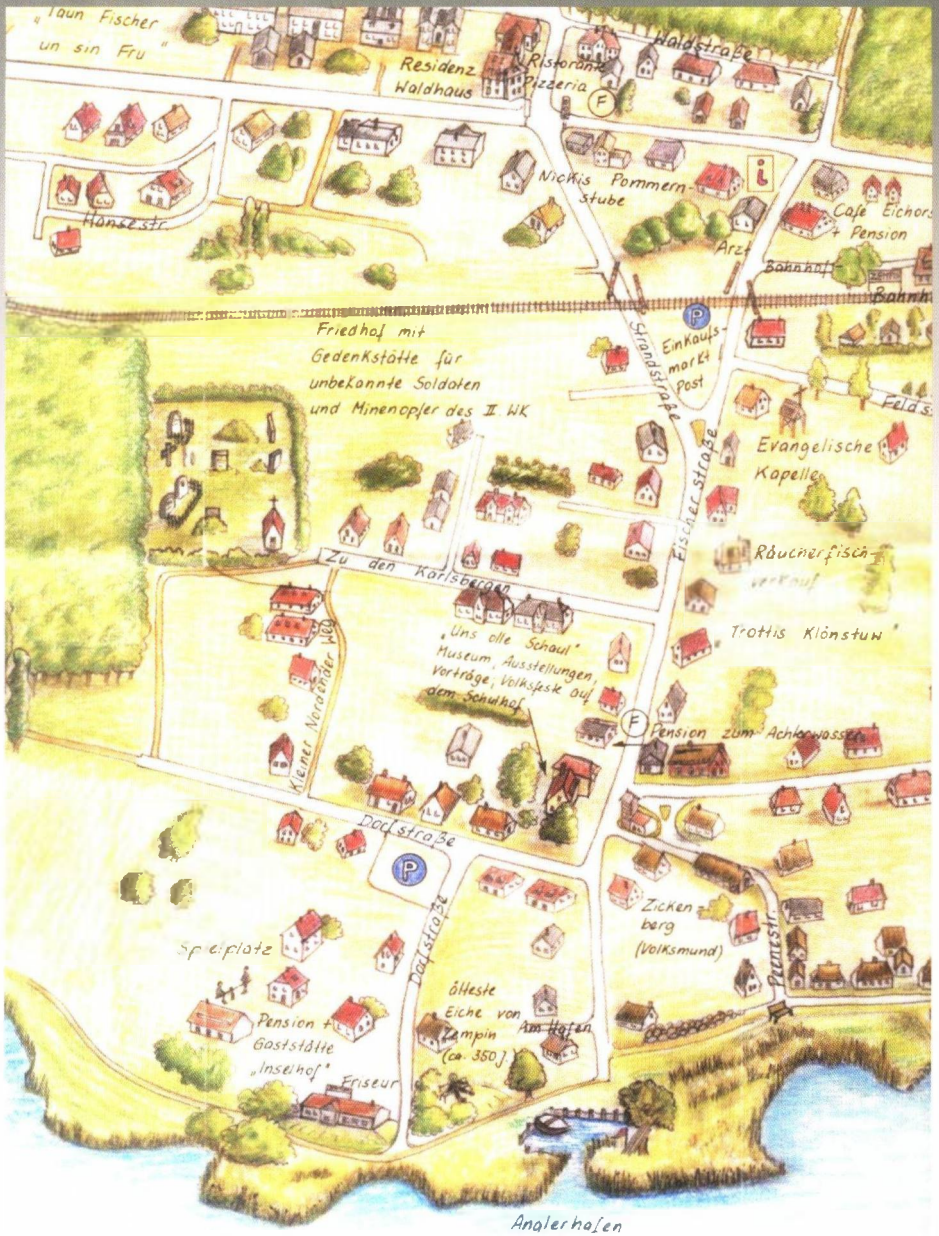 „Taun Fischer
un sin Fru"
Residenz
Waldhaus
Ristorante
Pizzeria
F
Waldstraße
Nickis Pommern-
stube
i
Arzt
Café Eichors
+ Pension
Bahnhof
Bahnh
Hansestr.
Friedhof mit
Gedenkstätte für
unbekannte Soldaten
und Minenopfer des II. WK
P
Einkaufs-
markt
Post
Strandstraße
Felds
Fischerstraße
Evangelische
Kapelle
Räucherfisch-
verkauf
Trottis Klönstuw
Zu den Karlsbergen
„Uns olle Schaul"
Museum, Ausstellungen,
Vorträge, Volksfeste auf
dem Schulhof
Kleiner Noronder Weg
F
Pension zum Achterwasser
Dorfstraße
P
Dorfstraße
Zicken-
berg
(Volksmund)
Peenestr.
Spielplatz
Pension +
Gaststätte
„Inselhof"
Friseur
älteste
Eiche von
Zempin
(ca. 350 J.)
Am Hafen
Anglerhafen